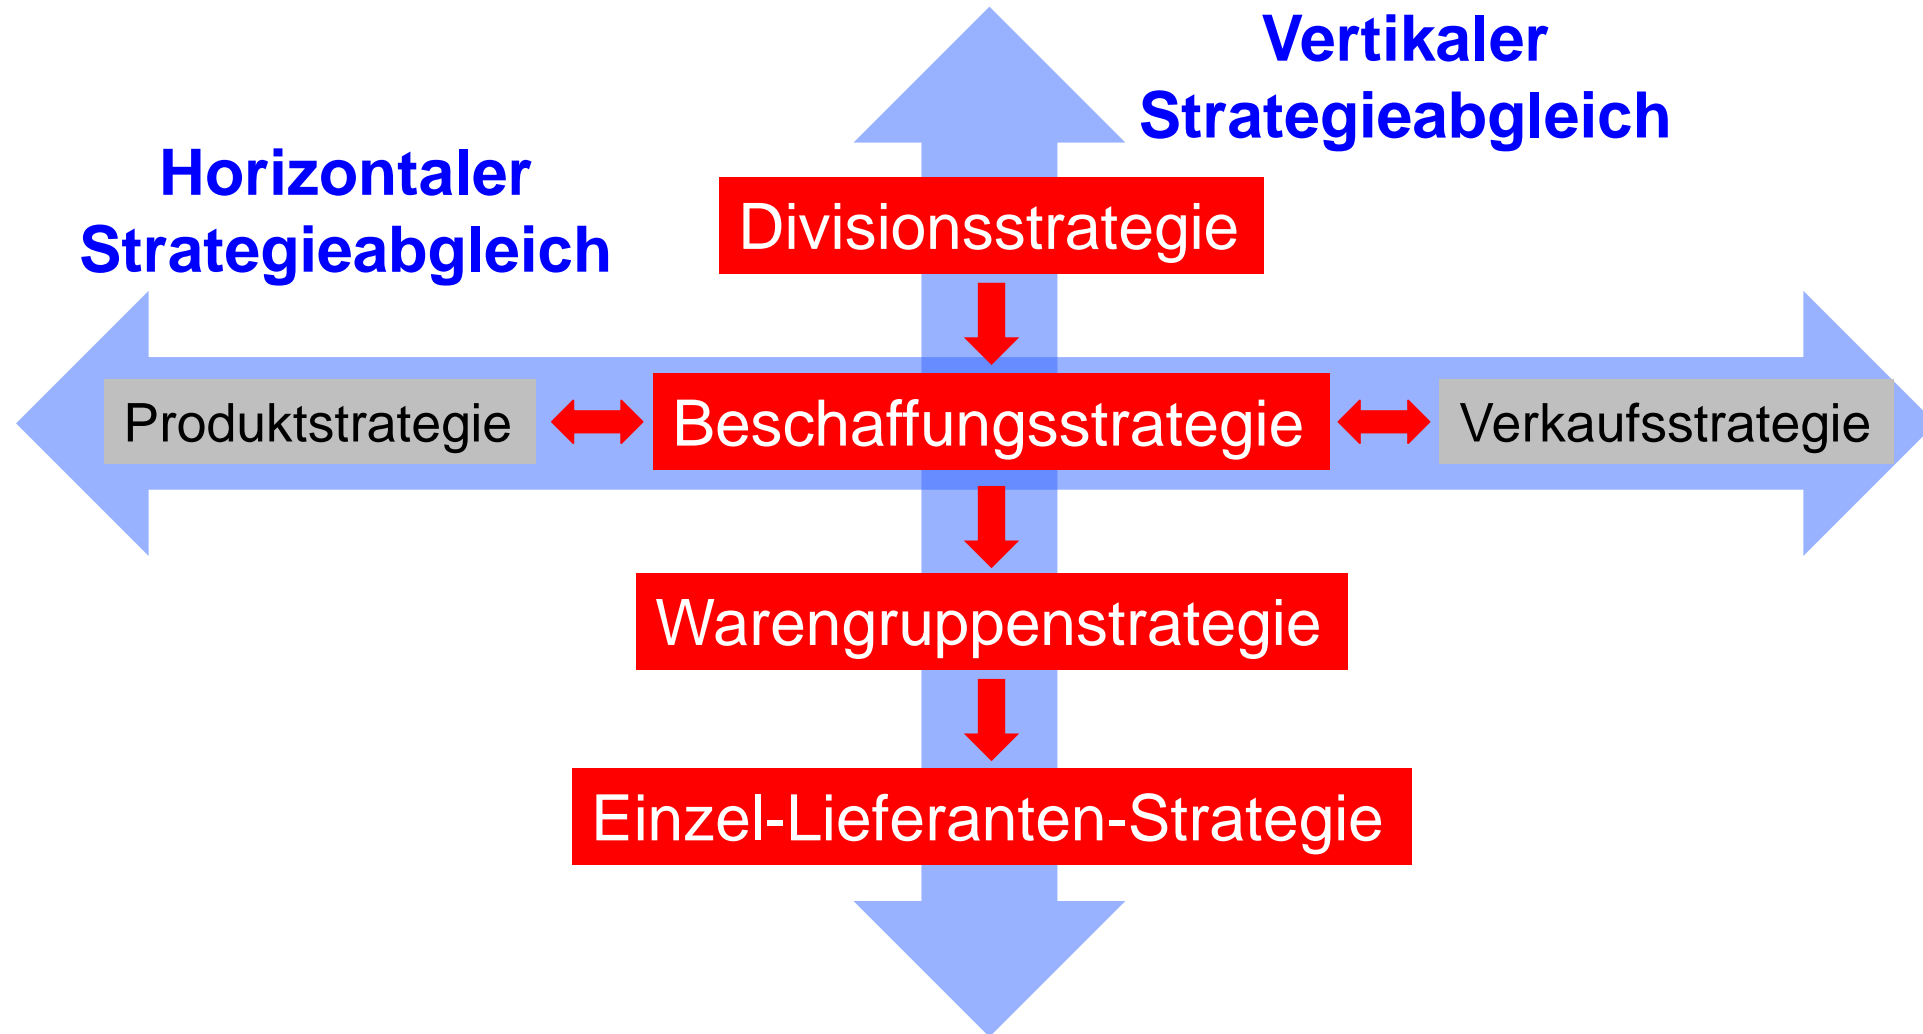 Vertikaler
Strategieabgleich
Horizontaler
Strategieabgleich
Divisionsstrategie
Produktstrategie
Beschaffungsstrategie
Verkaufsstrategie
Warengruppenstrategie
Einzel-Lieferanten-Strategie